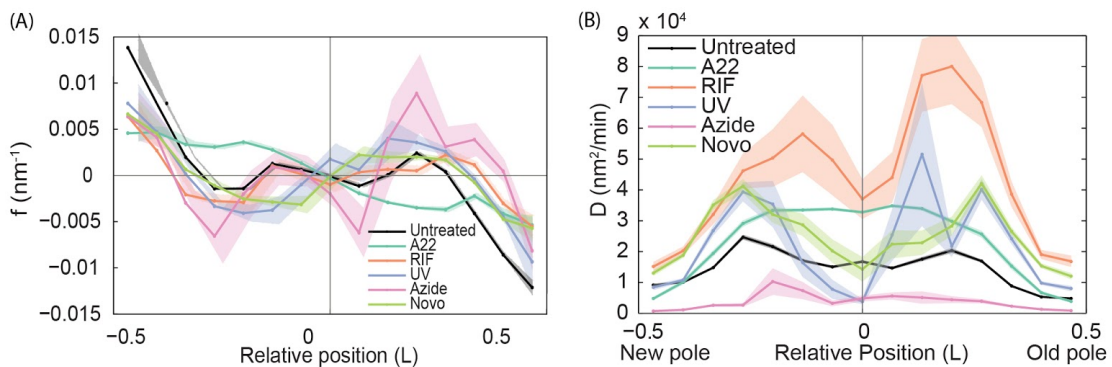 (A)
0.015
0.01
0.005
0
−0.005
−0.01
−0.015
f (nm⁻¹)
Untreated
A22
RIF
UV
Azide
Novo
−0.5
0
0.5
Relative position (L)
(B)
x 10⁴
9
8
7
6
5
4
3
2
1
0
D (nm²/min)
Untreated
A22
RIF
UV
Azide
Novo
−0.5
0
0.5
New pole
Relative Position (L)
Old pole